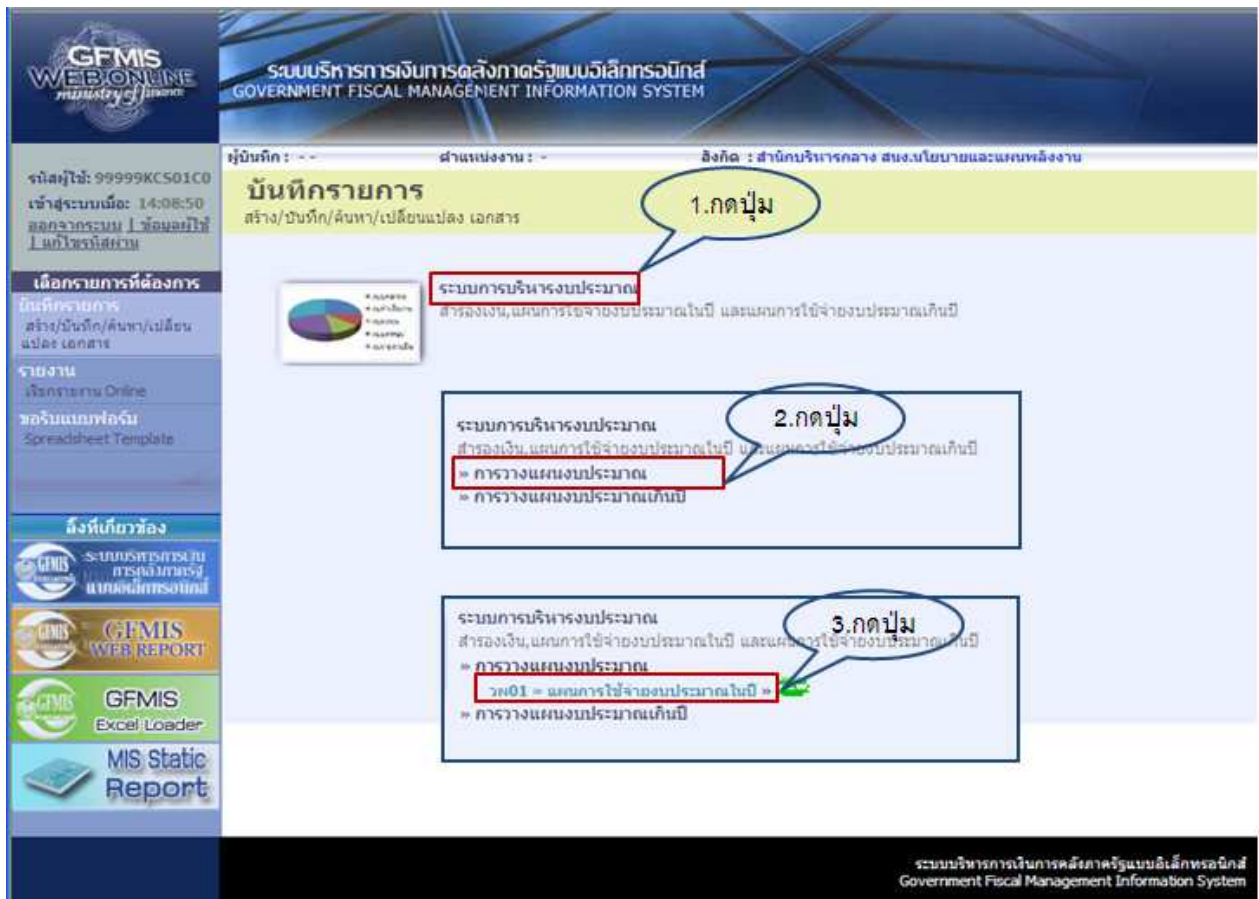 GFMIS
WEB ONLINE
ministry of finance
ระบบบริหารการเงินการคลังภาครัฐแบบอิเล็กทรอนิกส์
GOVERNMENT FISCAL MANAGEMENT INFORMATION SYSTEM
ผู้บันทึก : - - ตำแหน่งงาน : - สังกัด : สำนักบริหารกลาง สนง.นโยบายและแผนพลังงาน
รหัสผู้ใช้: 99999KCS01C0
เข้าสู่ระบบเมื่อ: 14:08:50
ออกจากระบบ | ข้อมูลผู้ใช้
| แก้ไขรหัสผ่าน
บันทึกรายการ
สร้าง/บันทึก/ค้นหา/เปลี่ยนแปลง เอกสาร
1.กดปุ่ม
เลือกรายการที่ต้องการ
บันทึกรายการ
สร้าง/บันทึก/ค้นหา/เปลี่ยน
แปลง เอกสาร
รายงาน
เรียกรายงาน Online
ขอรับแบบฟอร์ม
Spreadsheet Template
ระบบการบริหารงบประมาณ
สำรองเงิน,แผนการใช้จ่ายงบประมาณในปี และแผนการใช้จ่ายงบประมาณเกินปี
2.กดปุ่ม
ระบบการบริหารงบประมาณ
สำรองเงิน,แผนการใช้จ่ายงบประมาณในปี และแผนการใช้จ่ายงบประมาณเกินปี
» การวางแผนงบประมาณ
» การวางแผนงบประมาณเกินปี
ลิ้งที่เกี่ยวข้อง
GFMIS
ระบบบริหารการเงิน
การคลังภาครัฐ
แบบอิเล็กทรอนิกส์
GFMIS
GFMIS
WEB REPORT
GFMIS
GFMIS
Excel Loader
MIS Static
Report
3.กดปุ่ม
ระบบการบริหารงบประมาณ
สำรองเงิน,แผนการใช้จ่ายงบประมาณในปี และแผนการใช้จ่ายงบประมาณเกินปี
» การวางแผนงบประมาณ
วผ01 » แผนการใช้จ่ายงบประมาณในปี »
» การวางแผนงบประมาณเกินปี
ระบบบริหารการเงินการคลังภาครัฐแบบอิเล็กทรอนิกส์
Government Fiscal Management Information System